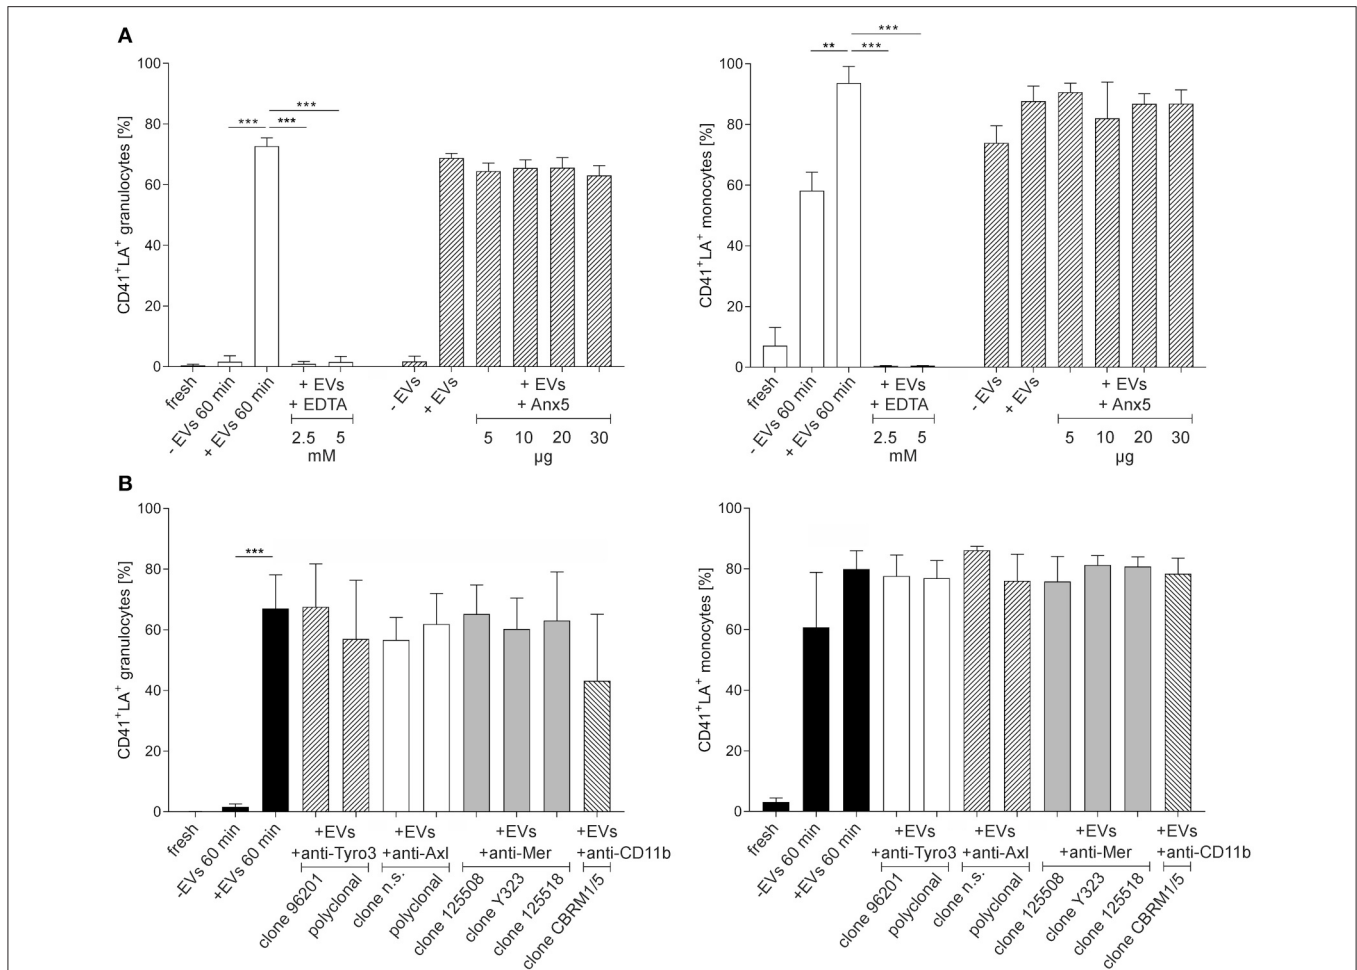 A
CD41+LA+ granulocytes [%]
100
80
60
40
20
0
***
***
***
fresh
- EVs 60 min
+ EVs 60 min
+ EVs
+ EDTA
2.5 5
mM
- EVs
+ EVs
+ EVs
+ Anx5
5 10 20 30
µg
CD41+LA+ monocytes [%]
100
80
60
40
20
0
***
** ***
fresh
- EVs 60 min
+ EVs 60 min
+ EVs
+ EDTA
2.5 5
mM
- EVs
+ EVs
+ EVs
+ Anx5
5 10 20 30
µg
B
CD41+LA+ granulocytes [%]
100
80
60
40
20
0
***
fresh
-EVs 60 min
+EVs 60 min
+EVs
+anti-Tyro3
clone 96201
polyclonal
+EVs
+anti-Axl
clone n.s.
polyclonal
+EVs
+anti-Mer
clone 125508
clone Y323
clone 125518
+EVs
+anti-CD11b
clone CBRM1/5
CD41+LA+ monocytes [%]
100
80
60
40
20
0
fresh
-EVs 60 min
+EVs 60 min
+EVs
+anti-Tyro3
clone 96201
polyclonal
+EVs
+anti-Axl
clone n.s.
polyclonal
+EVs
+anti-Mer
clone 125508
clone Y323
clone 125518
+EVs
+anti-CD11b
clone CBRM1/5